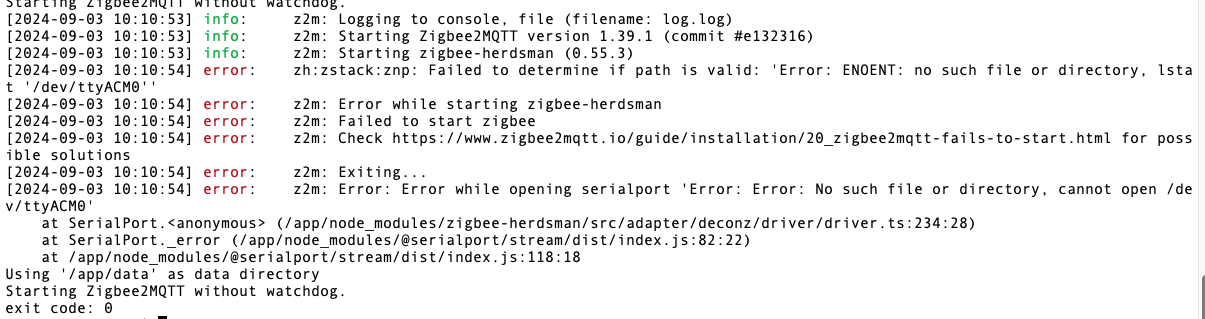 Starting Zigbee2MQTT without watchdog.
[2024-09-03 10:10:53] info:    z2m: Logging to console, file (filename: log.log)
[2024-09-03 10:10:53] info:    z2m: Starting Zigbee2MQTT version 1.39.1 (commit #e132316)
[2024-09-03 10:10:53] info:    z2m: Starting zigbee-herdsman (0.55.3)
[2024-09-03 10:10:54] error:    zh:zstack:znp: Failed to determine if path is valid: 'Error: ENOENT: no such file or directory, lsta
t '/dev/ttyACM0''
[2024-09-03 10:10:54] error:    z2m: Error while starting zigbee-herdsman
[2024-09-03 10:10:54] error:    z2m: Failed to start zigbee
[2024-09-03 10:10:54] error:    z2m: Check https://www.zigbee2mqtt.io/guide/installation/20_zigbee2mqtt-fails-to-start.html for poss
ible solutions
[2024-09-03 10:10:54] error:    z2m: Exiting...
[2024-09-03 10:10:54] error:    z2m: Error: Error while opening serialport 'Error: Error: No such file or directory, cannot open /de
v/ttyACM0'
    at SerialPort.<anonymous> (/app/node_modules/zigbee-herdsman/src/adapter/deconz/driver/driver.ts:234:28)
    at SerialPort._error (/app/node_modules/@serialport/stream/dist/index.js:82:22)
    at /app/node_modules/@serialport/stream/dist/index.js:118:18
Using '/app/data' as data directory
Starting Zigbee2MQTT without watchdog.
exit code: 0